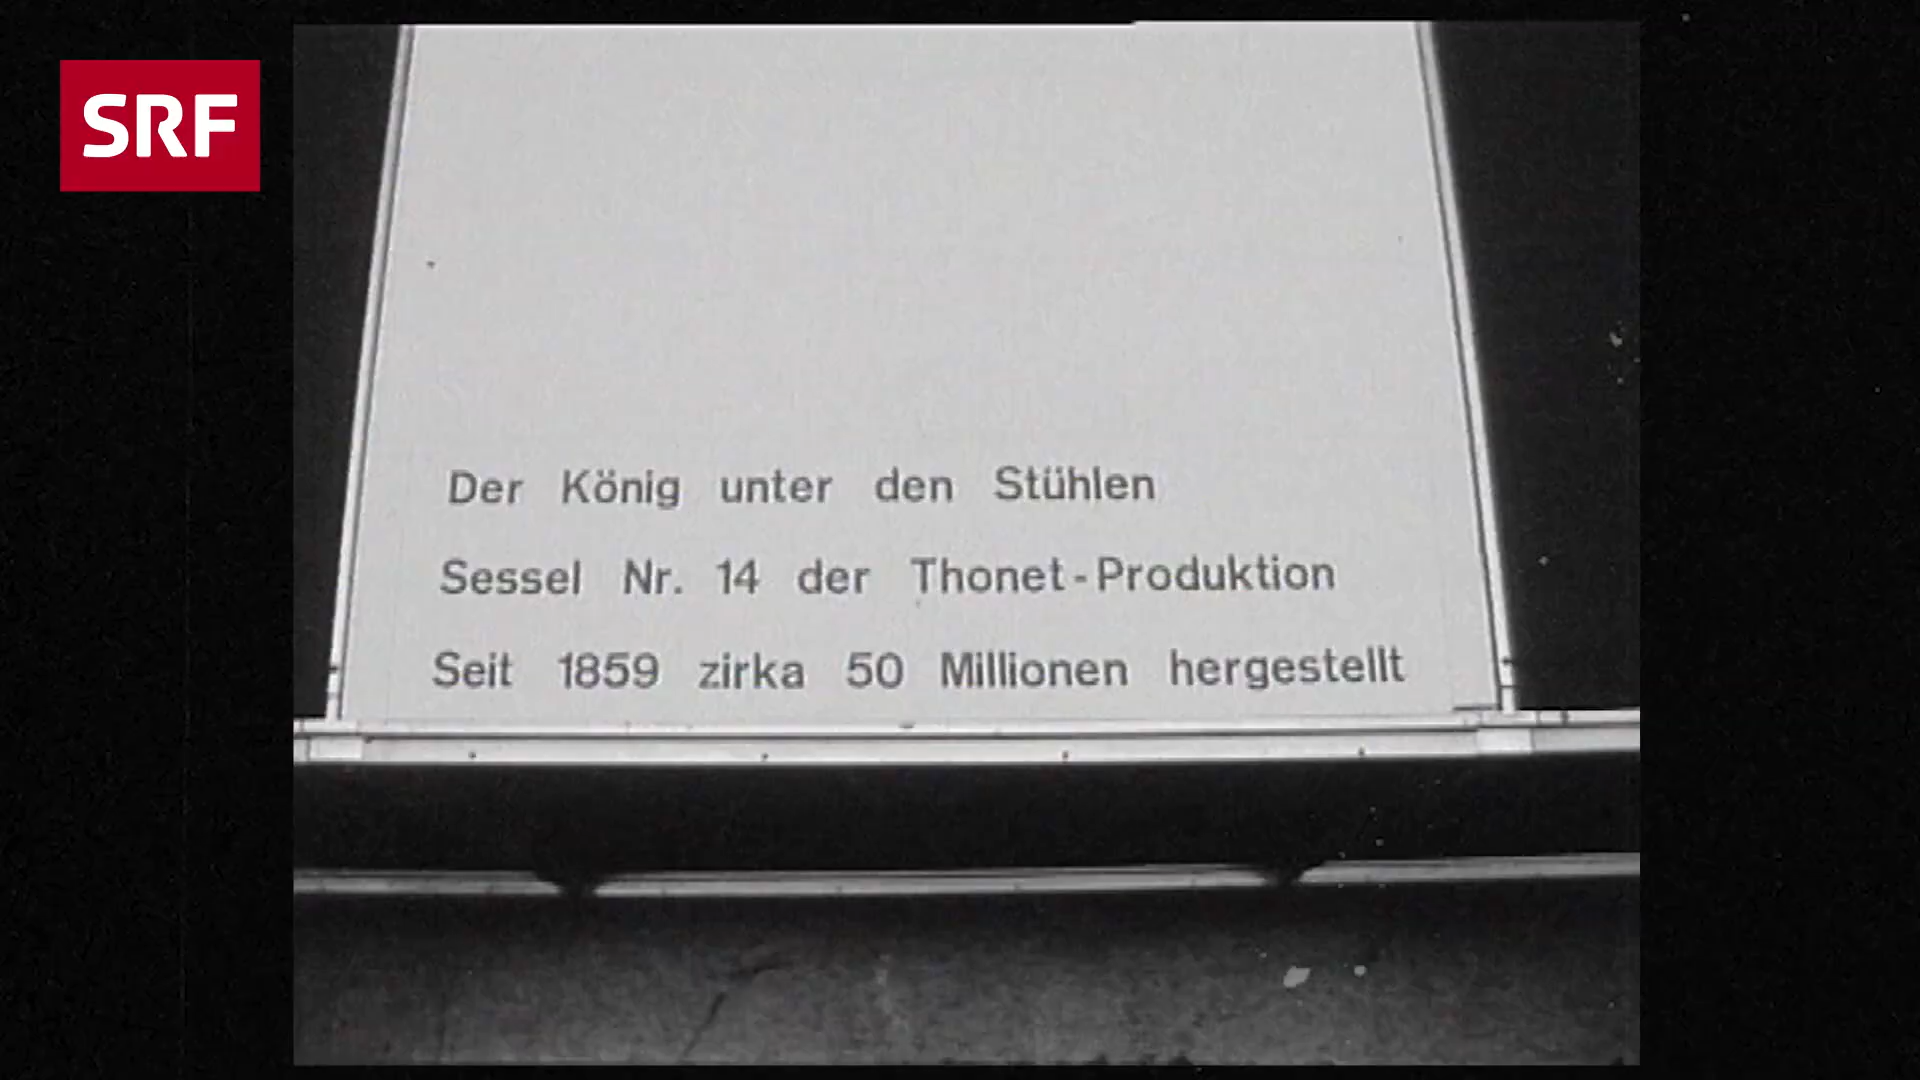 SRF
Der König unter den Stühlen
Sessel Nr. 14 der Thonet-Produktion
Seit 1859 zirka 50 Millionen hergestellt